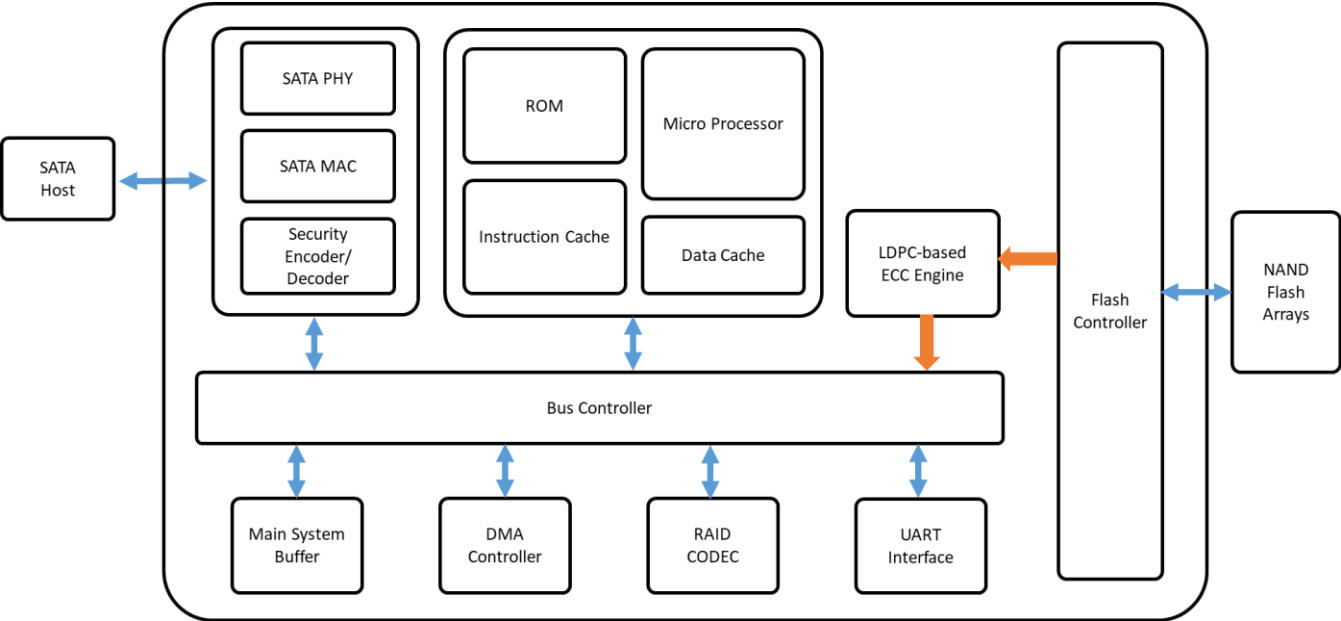 SATA
Host
SATA PHY
SATA MAC
Security
Encoder/
Decoder
ROM
Micro Processor
Instruction Cache
Data Cache
LDPC-based
ECC Engine
Flash
Controller
NAND
Flash
Arrays
Bus Controller
Main System
Buffer
DMA
Controller
RAID
CODEC
UART
Interface